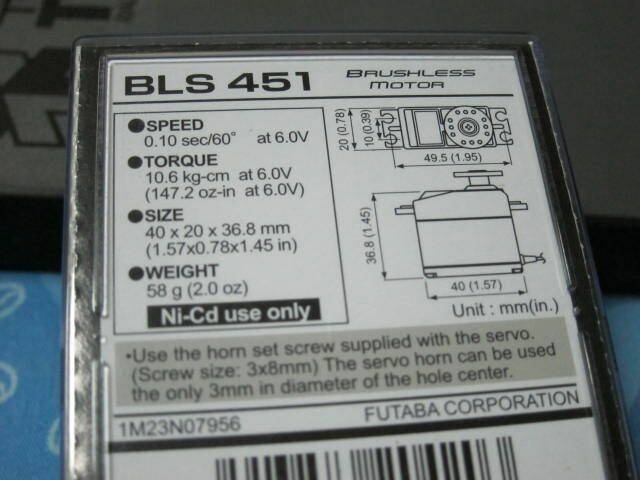 BLS 451 BRUSHLESS MOTOR
●SPEED
0.10 sec/60° at 6.0V
●TORQUE
10.6 kg-cm at 6.0V
(147.2 oz-in at 6.0V)
●SIZE
40 x 20 x 36.8 mm
(1.57x0.78x1.45 in)
●WEIGHT
58 g (2.0 oz)
Ni-Cd use only
20 (0.78)
10 (0.39)
49.5 (1.95)
36.8 (1.45)
40 (1.57)
Unit : mm(in.)
•Use the horn set screw supplied with the servo.
(Screw size: 3x8mm) The servo horn can be used
the only 3mm in diameter of the hole center.
1M23N07956
FUTABA CORPORATION